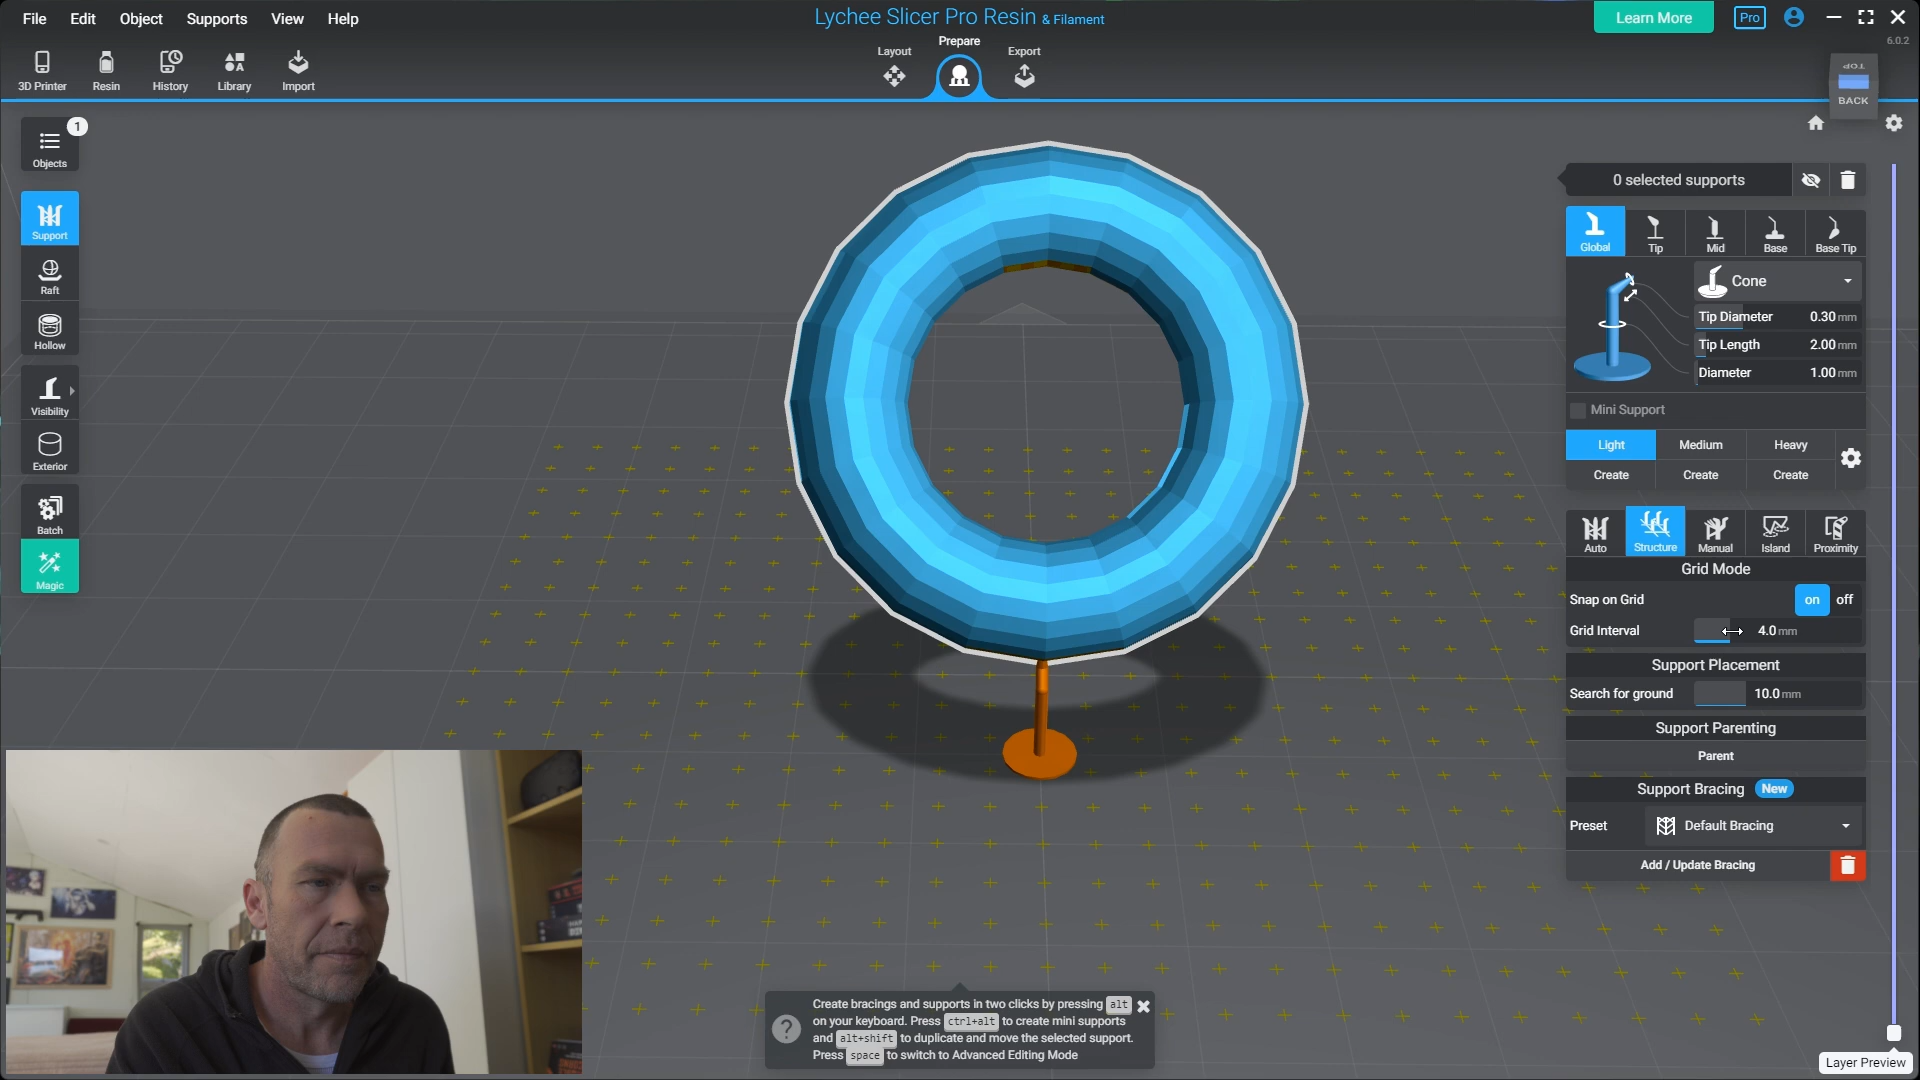 File Edit Object Supports View Help
Lychee Slicer Pro Resin & Filament
Learn More
Pro
6.0.2
3D Printer
Resin
History
Library
Import
Layout
Prepare
Export
TOP
BACK
1
Objects
Support
Raft
Hollow
Visibility
Exterior
Batch
Magic
0 selected supports
Global
Tip
Mid
Base
Base Tip
Cone
Tip Diameter 0.30 mm
Tip Length 2.00 mm
Diameter 1.00 mm
Mini Support
Light Medium Heavy
Create Create Create
Auto
Structure
Manual
Island
Proximity
Grid Mode
Snap on Grid on off
Grid Interval 4.0 mm
Support Placement
Search for ground 10.0 mm
Support Parenting
Parent
Support Bracing New
Preset Default Bracing
Add / Update Bracing
Create bracings and supports in two clicks by pressing alt
on your keyboard. Press ctrl+alt to create mini supports
and alt+shift to duplicate and move the selected support.
Press space to switch to Advanced Editing Mode
Layer Preview